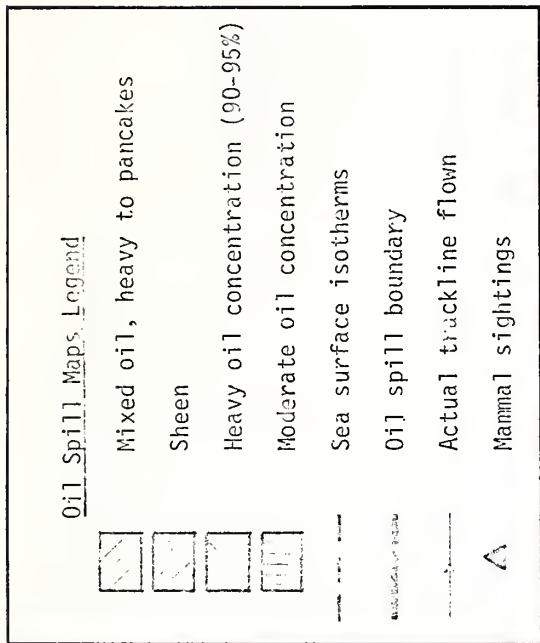 Oil Spill Maps Legend
Mixed oil, heavy to pancakes
Sheen
Heavy oil concentration (90-95%)
Moderate oil concentration
Sea surface isotherms
Oil spill boundary
Actual trackline flown
Mammal sightings